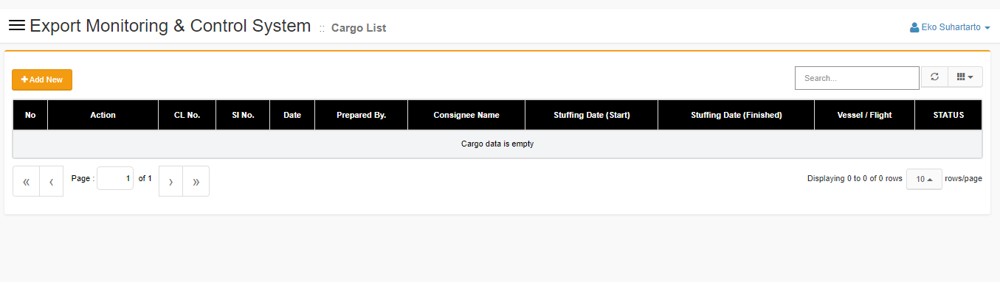 Export Monitoring & Control System :: Cargo List
Eko Suhartarto
Add New
Search...
No Action CL No. SI No. Date Prepared By. Consignee Name Stuffing Date (Start) Stuffing Date (Finished) Vessel / Flight STATUS
Cargo data is empty
« ‹ Page : 1 of 1 › »
Displaying 0 to 0 of 0 rows 10 rows/page